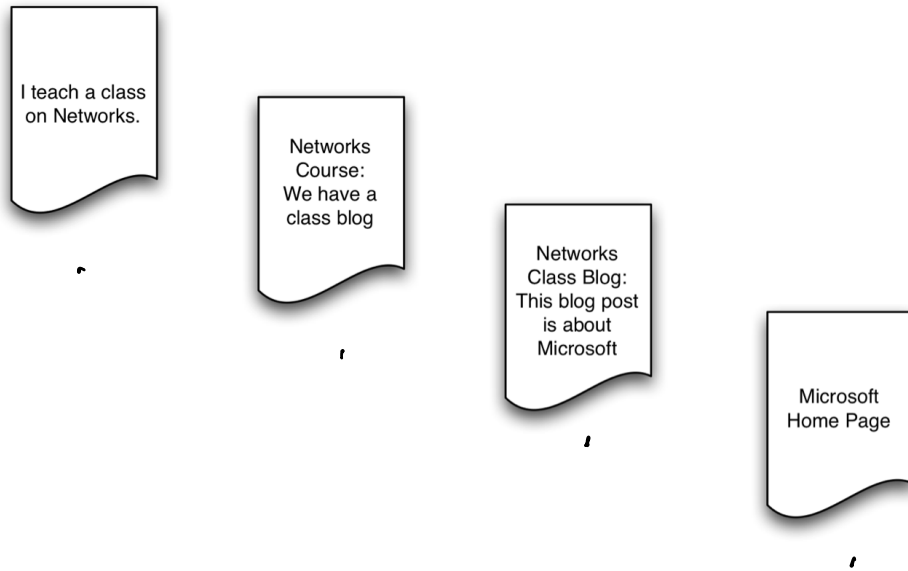 I teach a class
on Networks.
Networks
Course:
We have a
class blog
Networks
Class Blog:
This blog post
is about
Microsoft
Microsoft
Home Page